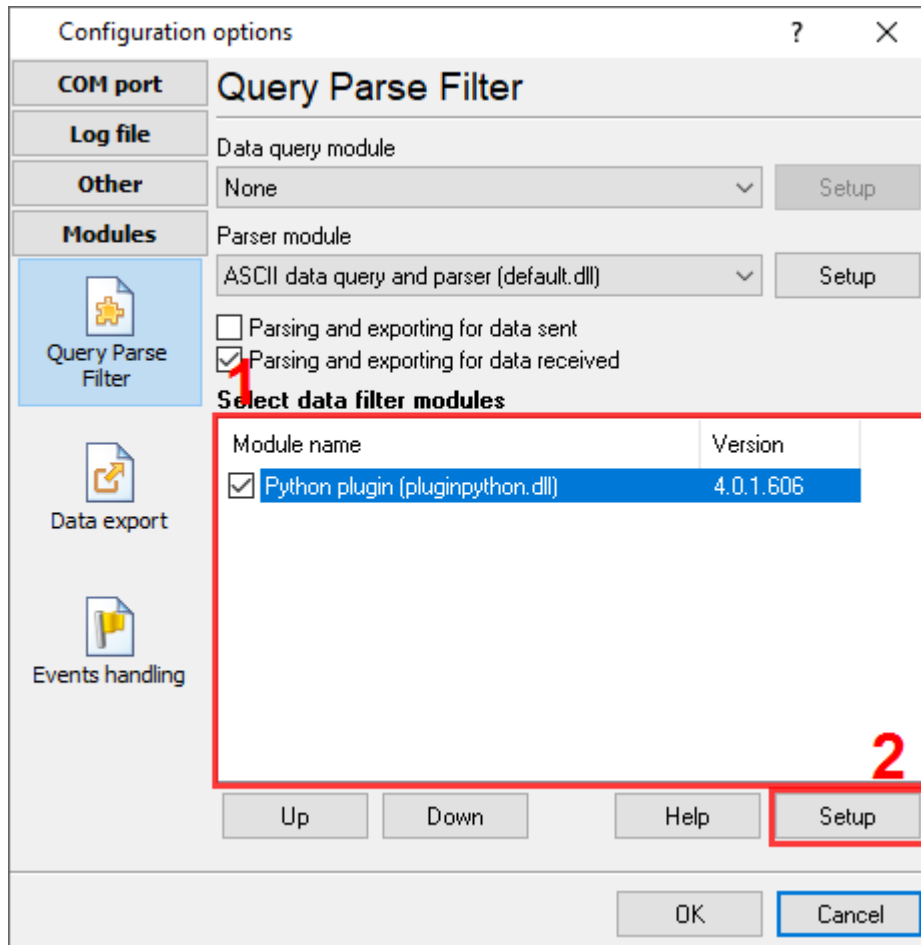 Configuration options
?
COM port
Log file
Other
Modules
Query Parse
Filter
Data export
Events handling
Query Parse Filter
Data query module
None
Setup
Parser module
ASCII data query and parser (default.dll)
Setup
Parsing and exporting for data sent
Parsing and exporting for data received
1
Select data filter modules
Module name
Version
Python plugin (pluginpython.dll)
4.0.1.606
2
Up
Down
Help
Setup
OK
Cancel